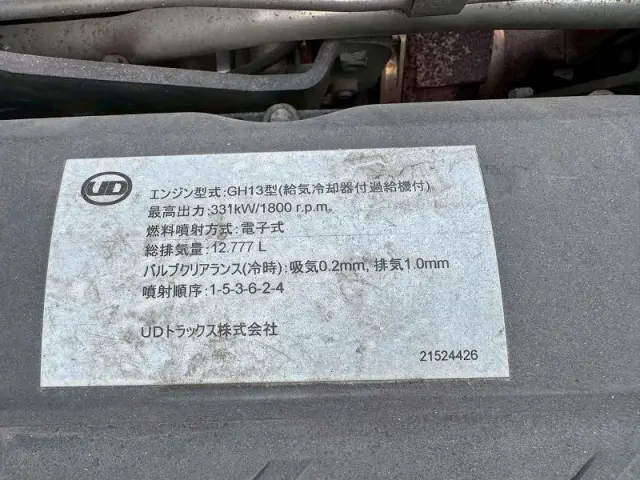 UD
エンジン型式:GH13型(給気冷却器付過給機付)
最高出力:331kW/1800 r.p.m.
燃料噴射方式:電子式
総排気量:12.777 L
バルブクリアランス(冷時):吸気0.2mm, 排気1.0mm
噴射順序:1-5-3-6-2-4
UDトラックス株式会社
21524426